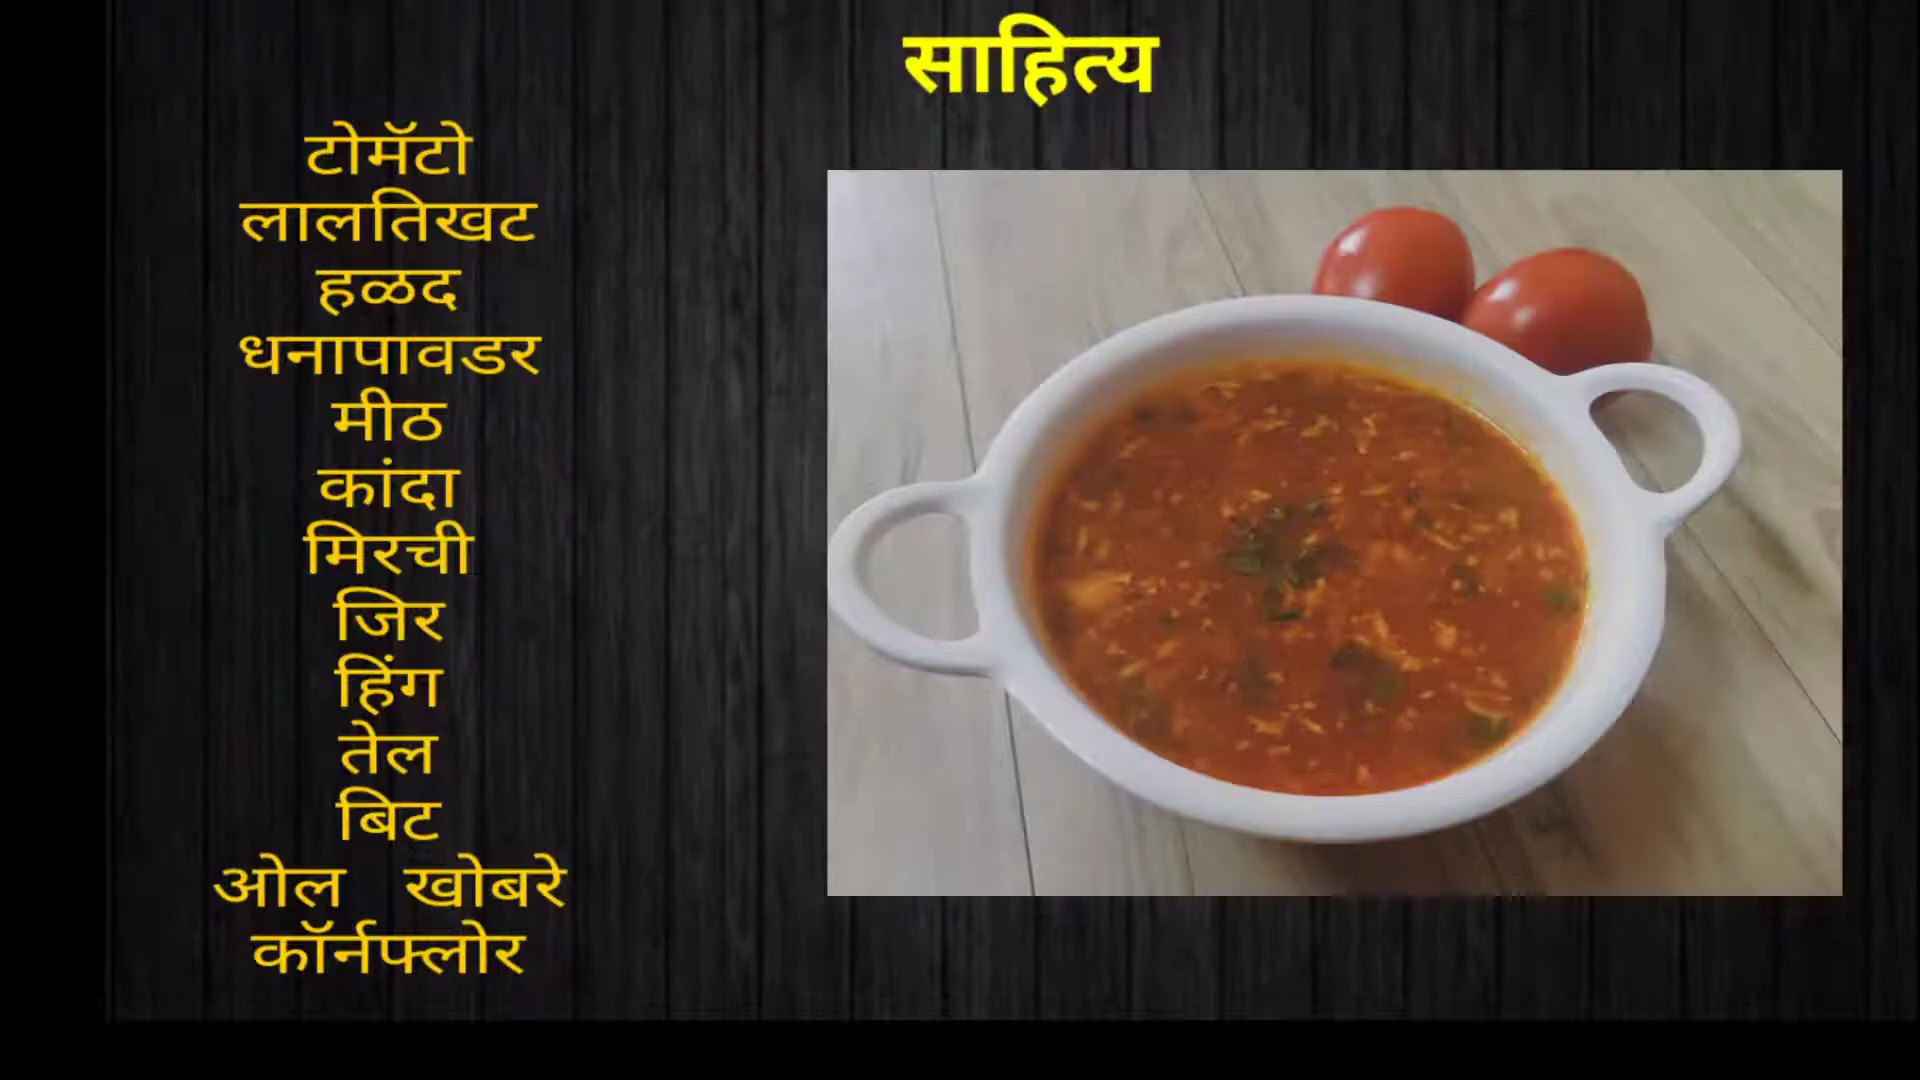 साहित्य
टोमॅटो
लालतिखट
हळद
धनापावडर
मीठ
कांदा
मिरची
जिर
हिंग
तेल
बिट
ओल खोबरे
कॉर्नफ्लोर